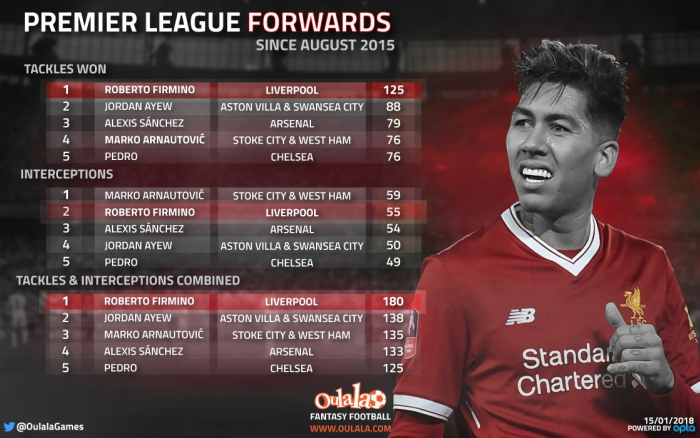 PREMIER LEAGUE FORWARDS
SINCE AUGUST 2015
TACKLES WON
1 ROBERTO FIRMINO LIVERPOOL 125
2 JORDAN AYEW ASTON VILLA & SWANSEA CITY 88
3 ALEXIS SÁNCHEZ ARSENAL 79
4 MARKO ARNAUTOVIĆ STOKE CITY & WEST HAM 76
5 PEDRO CHELSEA 76
INTERCEPTIONS
1 MARKO ARNAUTOVIĆ STOKE CITY & WEST HAM 59
2 ROBERTO FIRMINO LIVERPOOL 55
3 ALEXIS SÁNCHEZ ARSENAL 54
4 JORDAN AYEW ASTON VILLA & SWANSEA CITY 50
5 PEDRO CHELSEA 49
TACKLES & INTERCEPTIONS COMBINED
1 ROBERTO FIRMINO LIVERPOOL 180
2 JORDAN AYEW ASTON VILLA & SWANSEA CITY 138
3 MARKO ARNAUTOVIĆ STOKE CITY & WEST HAM 135
4 ALEXIS SÁNCHEZ ARSENAL 133
5 PEDRO CHELSEA 125
NB
L.F.C.
Standar
Chartered
Oulala
FANTASY FOOTBALL
WWW.OULALA.COM
@OulalaGames
15/01/2018
POWERED BY opta